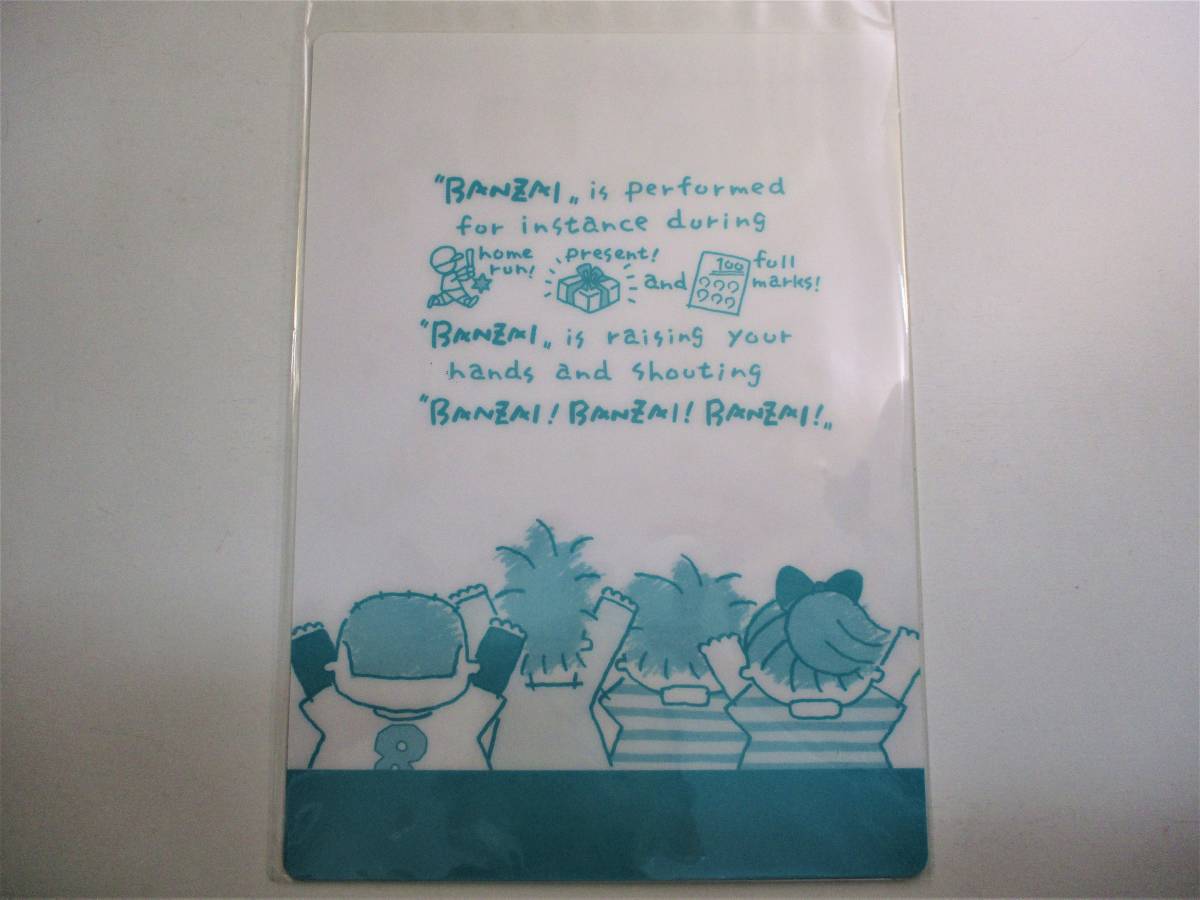 "BANZAI„ is performed
for instance during
home run! present! and 100 full marks!
"BANZAI„ is raising your
hands and shouting
"BANZAI! BANZAI! BANZAI!„
8